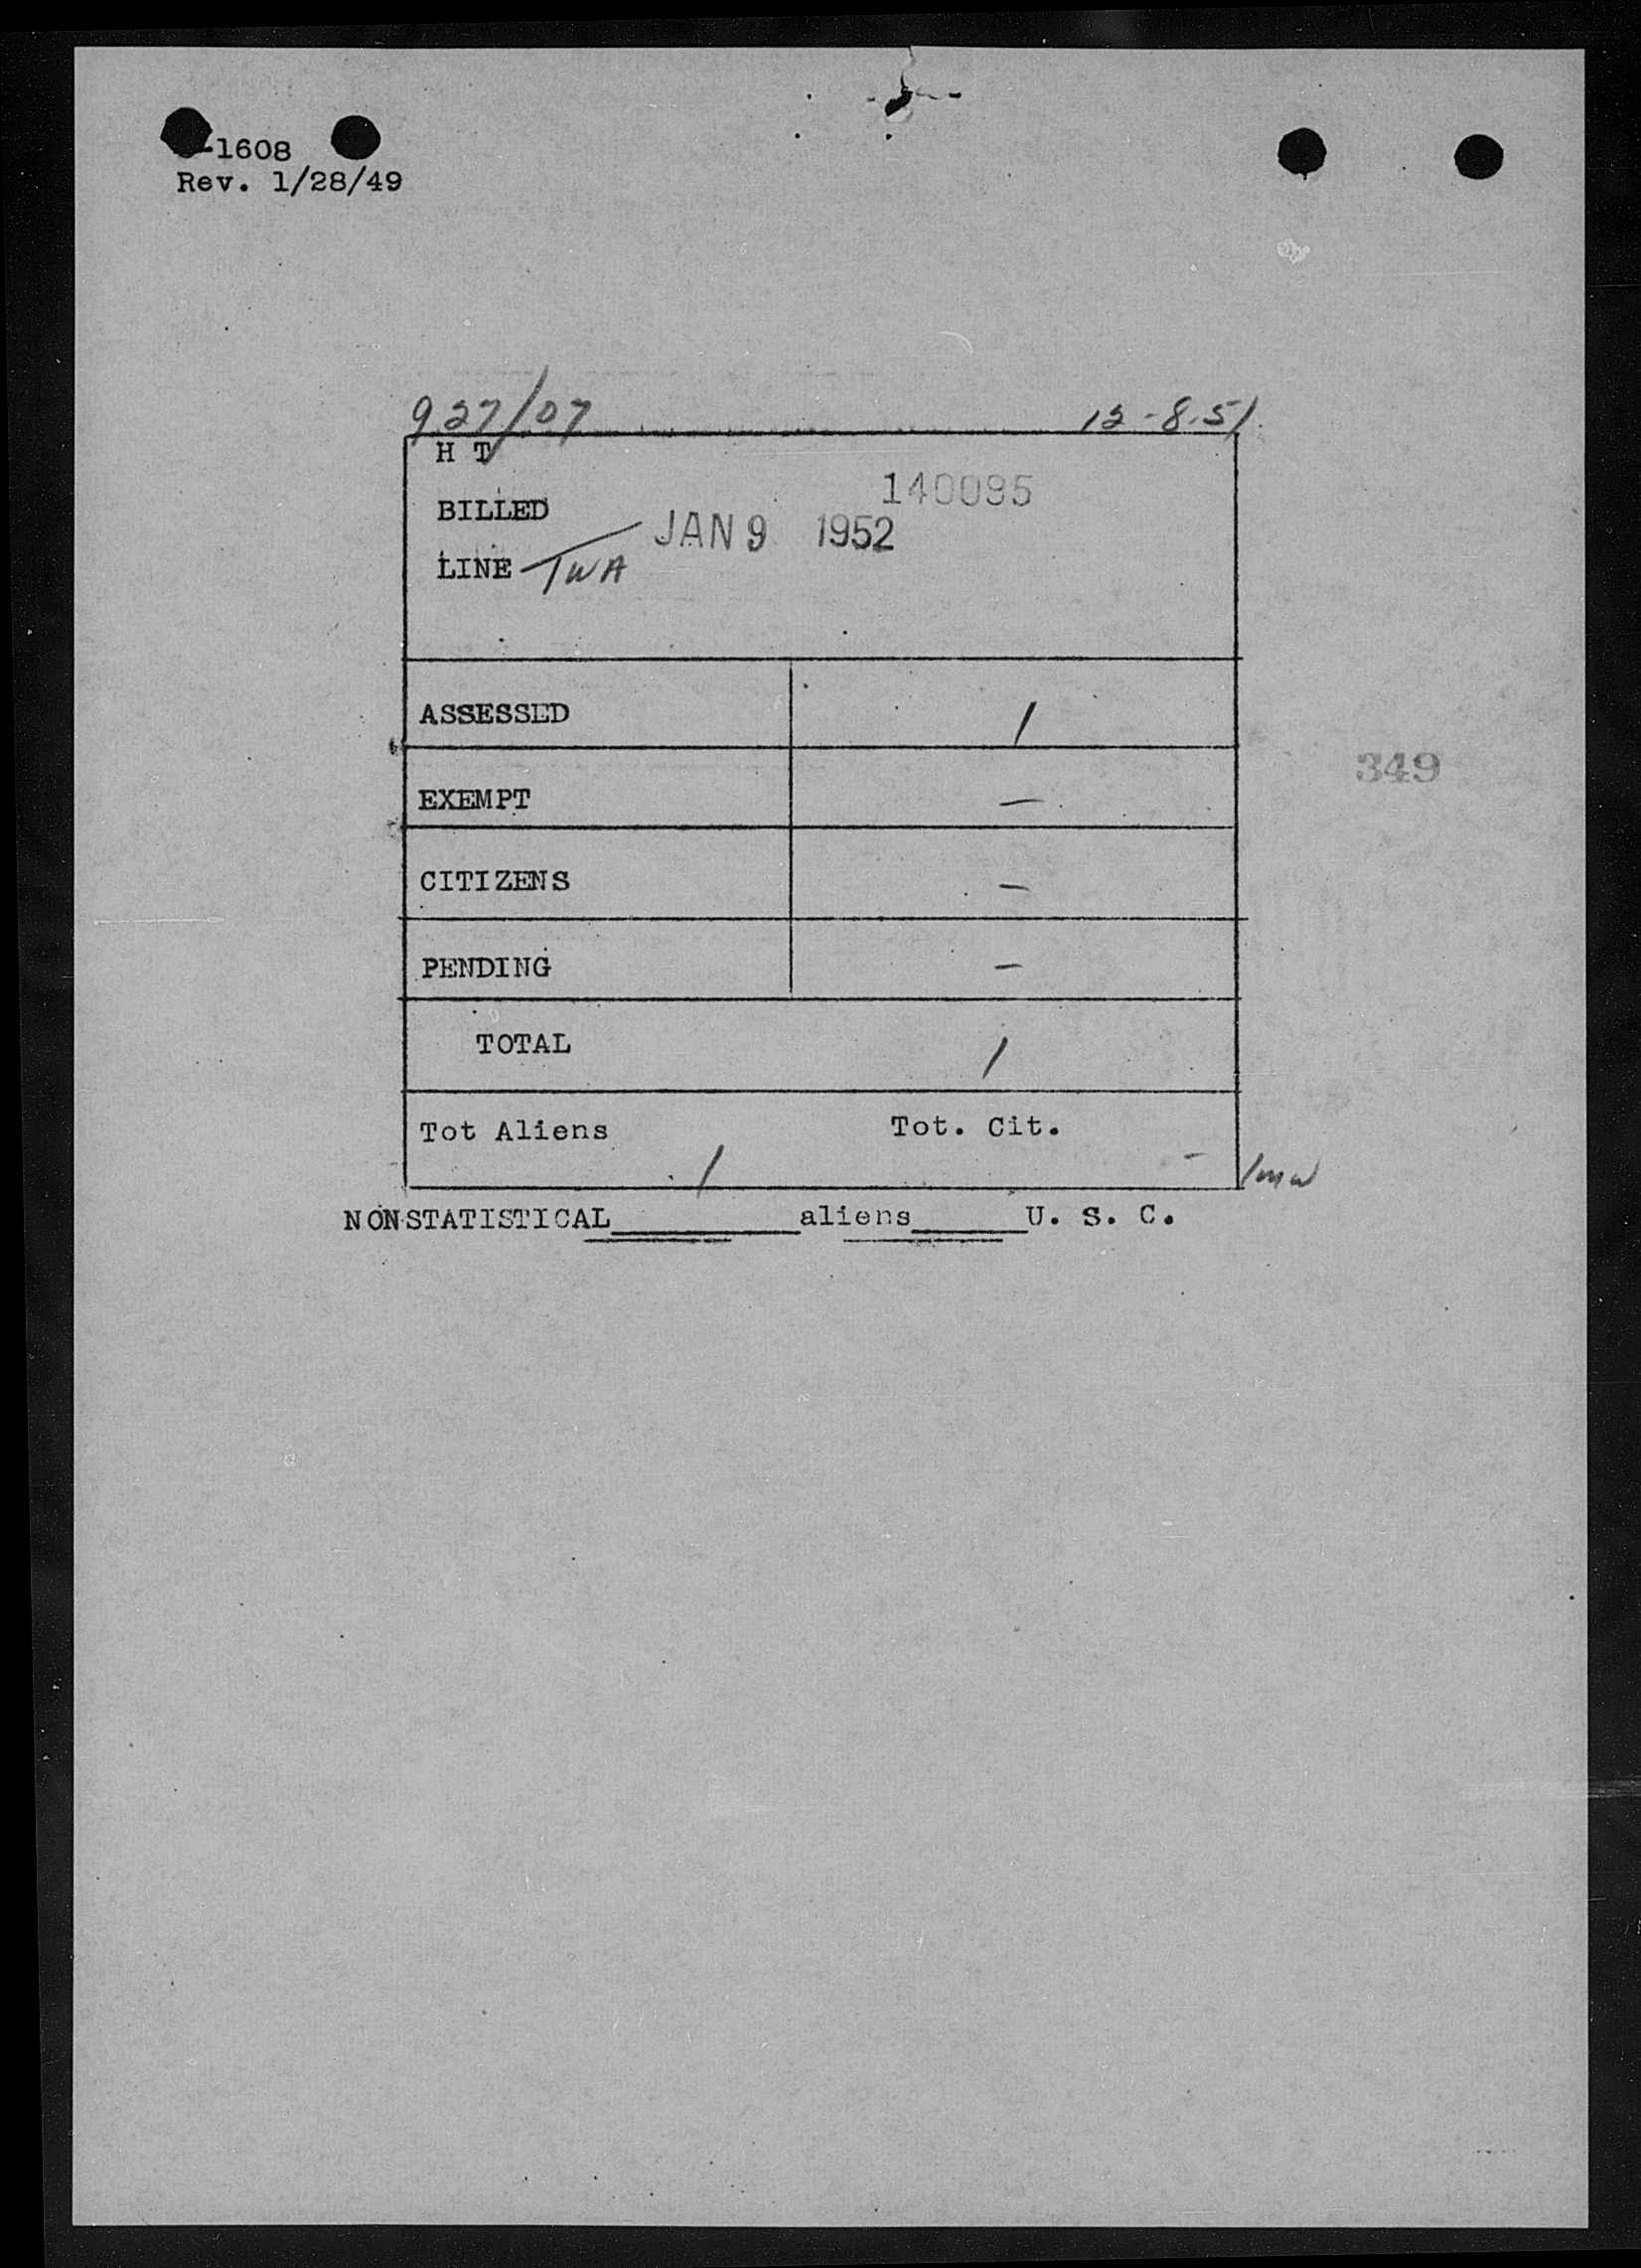 -1608
Rev. 1/28/49
927/07 12-8-51
H T
140095
BILLED JAN 9 1952
LINE TWA
ASSESSED 1
349
EXEMPT —
CITIZENS —
PENDING —
TOTAL 1
Tot Aliens Tot. Cit.
1 -
NON-STATISTICAL aliens U. S. C.